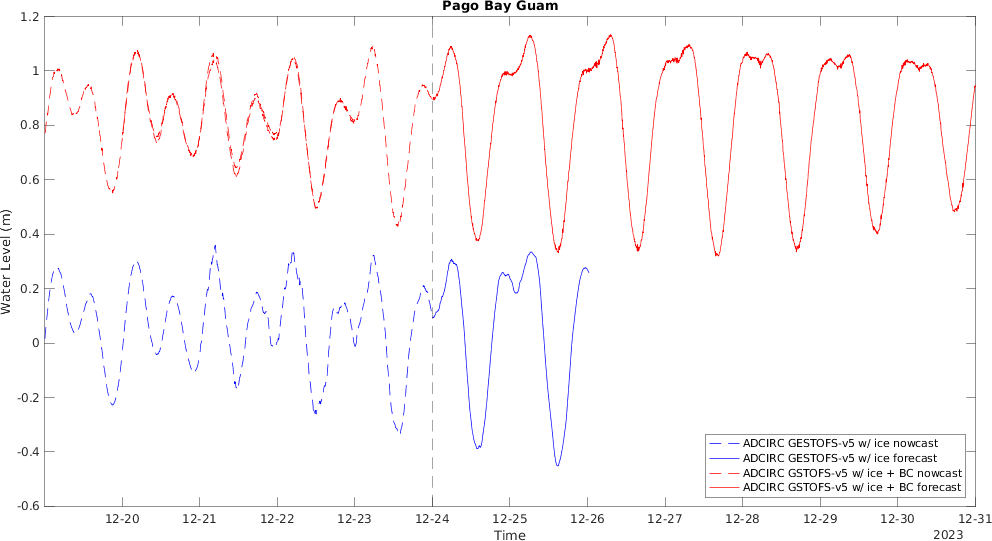 Pago Bay Guam
1.2
1
0.8
0.6
0.4
0.2
0
-0.2
-0.4
-0.6
Water Level (m)
ADCIRC GESTOFS-v5 w/ ice nowcast
ADCIRC GESTOFS-v5 w/ ice forecast
ADCIRC GSTOFS-v5 w/ ice + BC nowcast
ADCIRC GSTOFS-v5 w/ ice + BC forecast
12-20 12-21 12-22 12-23 12-24 12-25 12-26 12-27 12-28 12-29 12-30 12-31
Time
2023